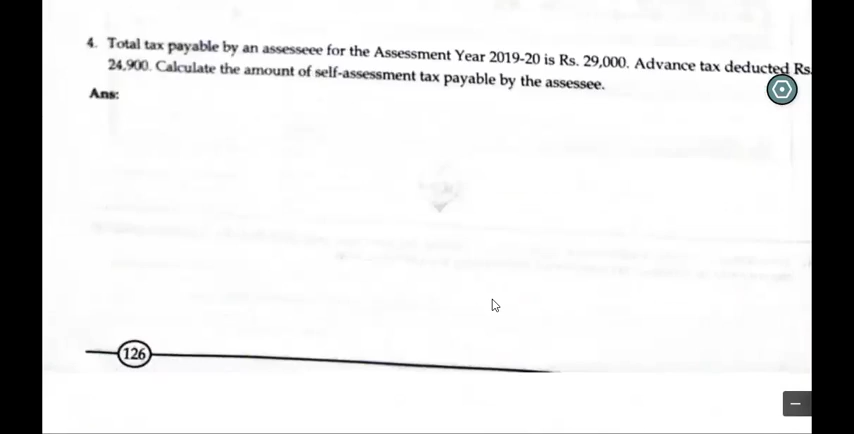 4. Total tax payable by an assesseee for the Assessment Year 2019-20 is Rs. 29,000. Advance tax deducted Rs.
24,900. Calculate the amount of self-assessment tax payable by the assessee.
Ans:
126